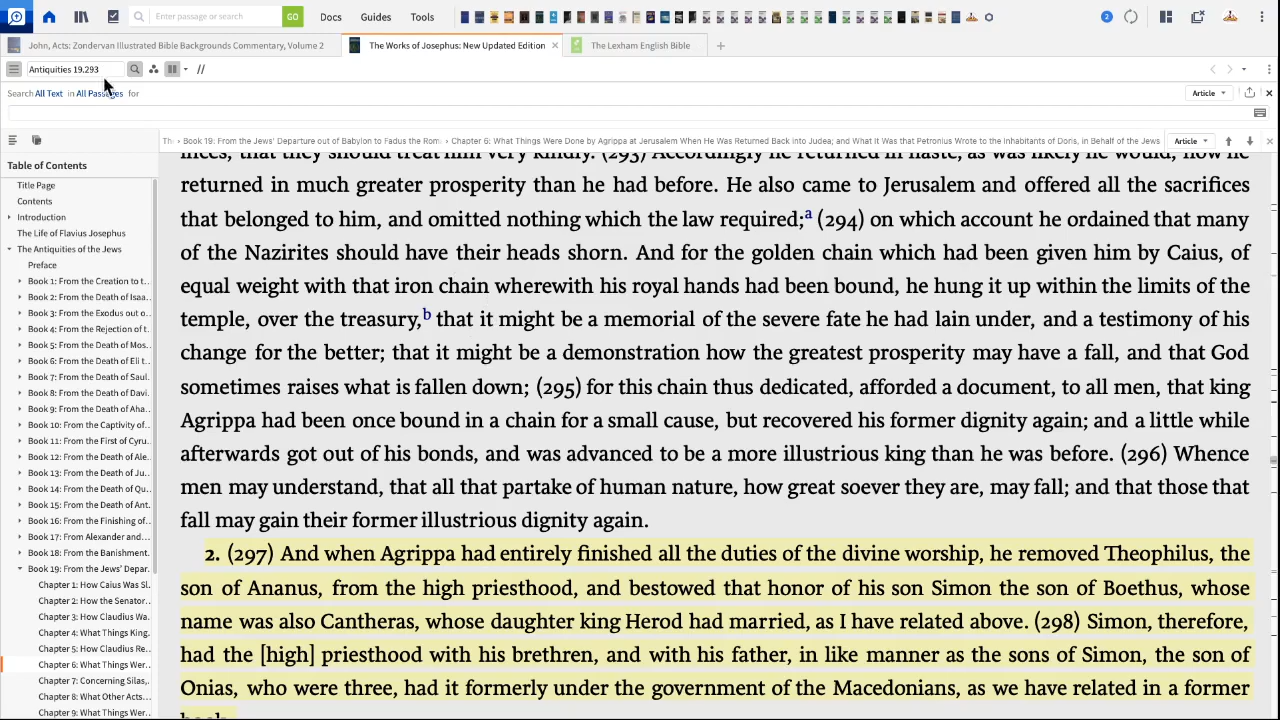 Enter passage or search
GO
Docs
Guides
Tools
2
John, Acts: Zondervan Illustrated Bible Backgrounds Commentary, Volume 2
The Works of Josephus: New Updated Edition
The Lexham English Bible
Antiquities 19.293
Search All Text in All Passages for
Article
Th
Book 19: From the Jews' Departure out of Babylon to Fadus the Rom
Chapter 6: What Things Were Done by Agrippa at Jerusalem When He Was Returned Back into Judea; and What It Was that Petronius Wrote to the Inhabitants of Doris, in Behalf of the Jews
Article
Table of Contents
Title Page
Contents
Introduction
The Life of Flavius Josephus
The Antiquities of the Jews
Preface
Book 1: From the Creation to t...
Book 2: From the Death of Isaa...
Book 3: From the Exodus out o...
Book 4: From the Rejection of t...
Book 5: From the Death of Mos...
Book 6: From the Death of Eli t...
Book 7: From the Death of Saul...
Book 8: From the Death of Davi...
Book 9: From the Death of Aha...
Book 10: From the Captivity of...
Book 11: From the First of Cyru...
Book 12: From the Death of Ale...
Book 13: From the Death of Ju...
Book 14: From the Death of Qu...
Book 15: From the Death of Ant...
Book 16: From the Finishing of...
Book 17: From Alexander and...
Book 18: From the Banishment...
Book 19: From the Jews' Depar...
Chapter 1: How Caius Was Sl...
Chapter 2: How the Senator...
Chapter 3: How Claudius Wa...
Chapter 4: What Things King...
Chapter 5: How Claudius Re...
Chapter 6: What Things Wer...
Chapter 7: Concerning Silas,...
Chapter 8: What Other Acts...
Chapter 9: What Things Wer...
fices, that they should treat him very kindly. (293) Accordingly he returned in haste, as was likely he would, now he
returned in much greater prosperity than he had before. He also came to Jerusalem and offered all the sacrifices
that belonged to him, and omitted nothing which the law required;a (294) on which account he ordained that many
of the Nazirites should have their heads shorn. And for the golden chain which had been given him by Caius, of
equal weight with that iron chain wherewith his royal hands had been bound, he hung it up within the limits of the
temple, over the treasury,b that it might be a memorial of the severe fate he had lain under, and a testimony of his
change for the better; that it might be a demonstration how the greatest prosperity may have a fall, and that God
sometimes raises what is fallen down; (295) for this chain thus dedicated, afforded a document, to all men, that king
Agrippa had been once bound in a chain for a small cause, but recovered his former dignity again; and a little while
afterwards got out of his bonds, and was advanced to be a more illustrious king than he was before. (296) Whence
men may understand, that all that partake of human nature, how great soever they are, may fall; and that those that
fall may gain their former illustrious dignity again.
2. (297) And when Agrippa had entirely finished all the duties of the divine worship, he removed Theophilus, the
son of Ananus, from the high priesthood, and bestowed that honor of his son Simon the son of Boethus, whose
name was also Cantheras, whose daughter king Herod had married, as I have related above. (298) Simon, therefore,
had the [high] priesthood with his brethren, and with his father, in like manner as the sons of Simon, the son of
Onias, who were three, had it formerly under the government of the Macedonians, as we have related in a former
book.